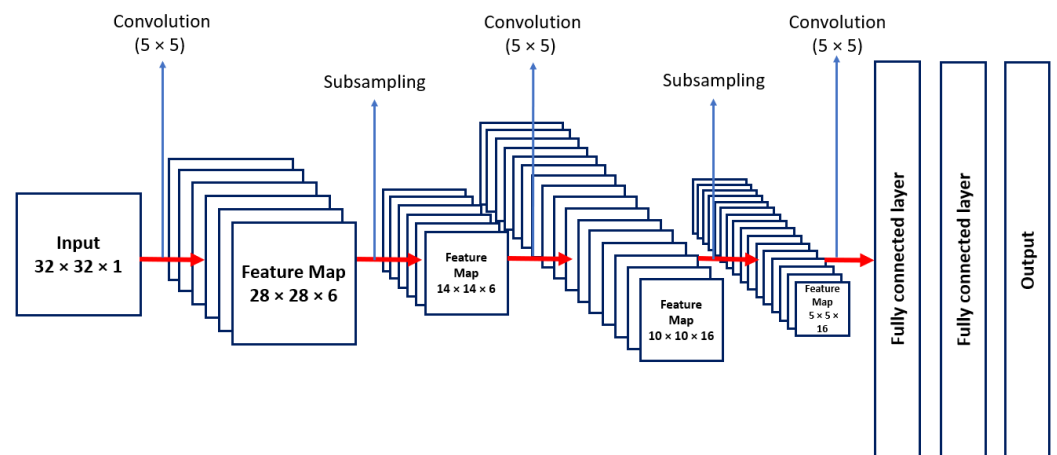 Convolution
(5 × 5)
Subsampling
Convolution
(5 × 5)
Subsampling
Convolution
(5 × 5)
Input
32 × 32 × 1
Feature Map
28 × 28 × 6
Feature
Map
14 × 14 × 6
Feature
Map
10 × 10 × 16
Feature
Map
5 × 5 ×
16
Fully connected layer
Fully connected layer
Output